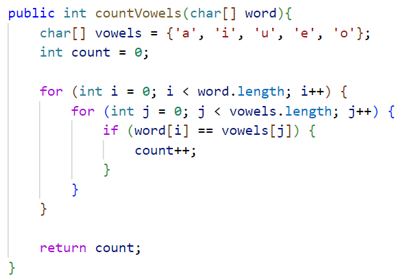 public int countVowels(char[] word){
    char[] vowels = {'a', 'i', 'u', 'e', 'o'};
    int count = 0;

    for (int i = 0; i < word.length; i++) {
        for (int j = 0; j < vowels.length; j++) {
            if (word[i] == vowels[j]) {
                count++;
            }
        }
    }

    return count;
}